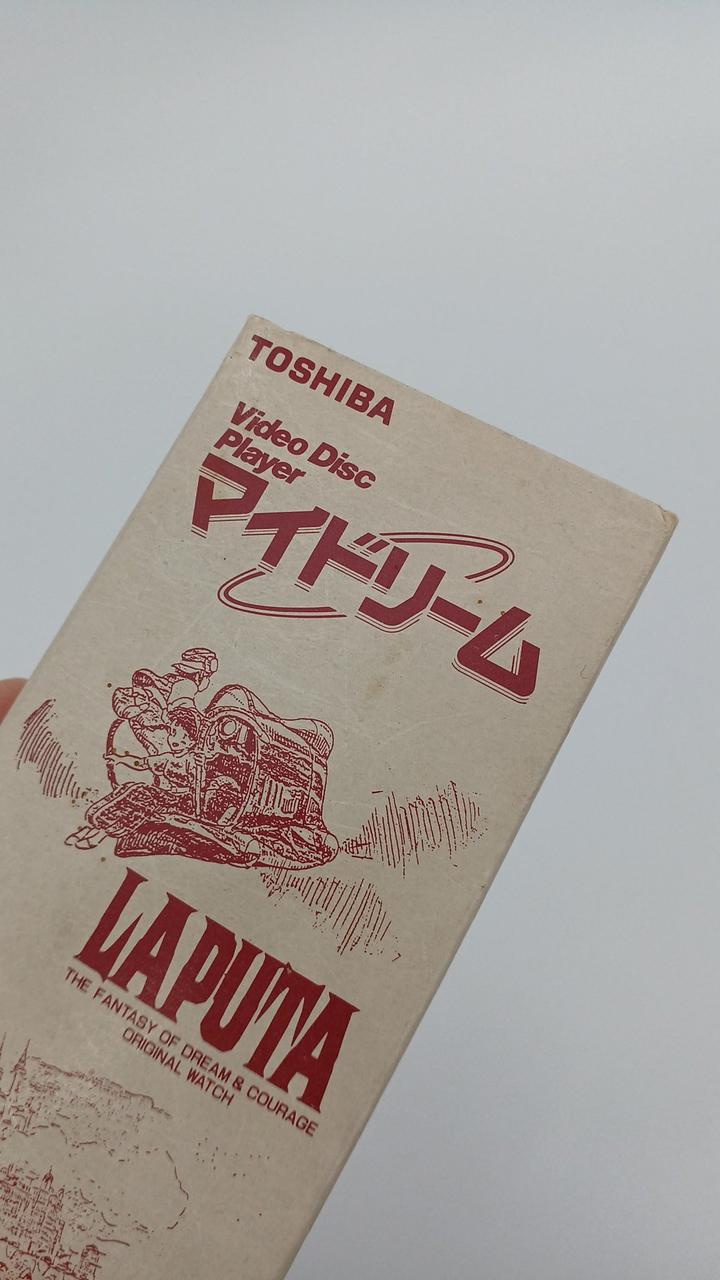 TOSHIBA
Video Disc
Player
マイドリーム
LAPUTA
THE FANTASY OF DREAM & COURAGE
ORIGINAL WATCH